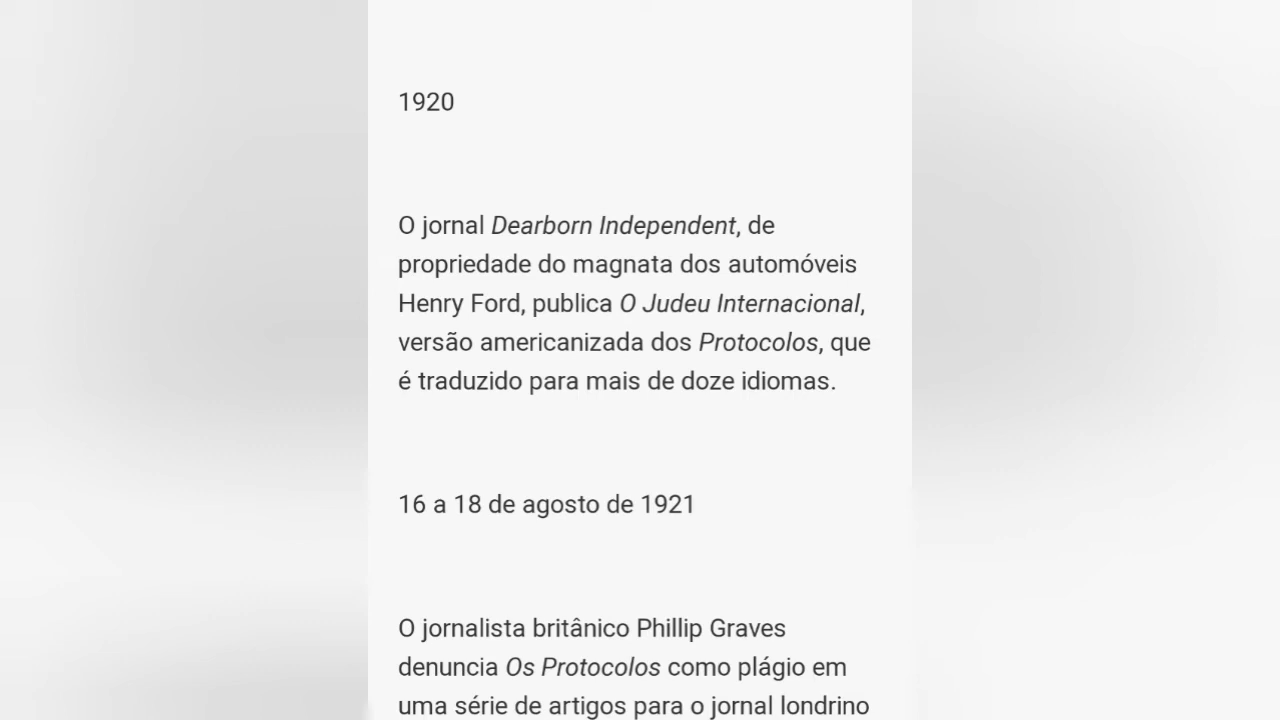 1920
O jornal Dearborn Independent, de
propriedade do magnata dos automóveis
Henry Ford, publica O Judeu Internacional,
versão americanizada dos Protocolos, que
é traduzido para mais de doze idiomas.
16 a 18 de agosto de 1921
O jornalista britânico Phillip Graves
denuncia Os Protocolos como plágio em
uma série de artigos para o jornal londrino